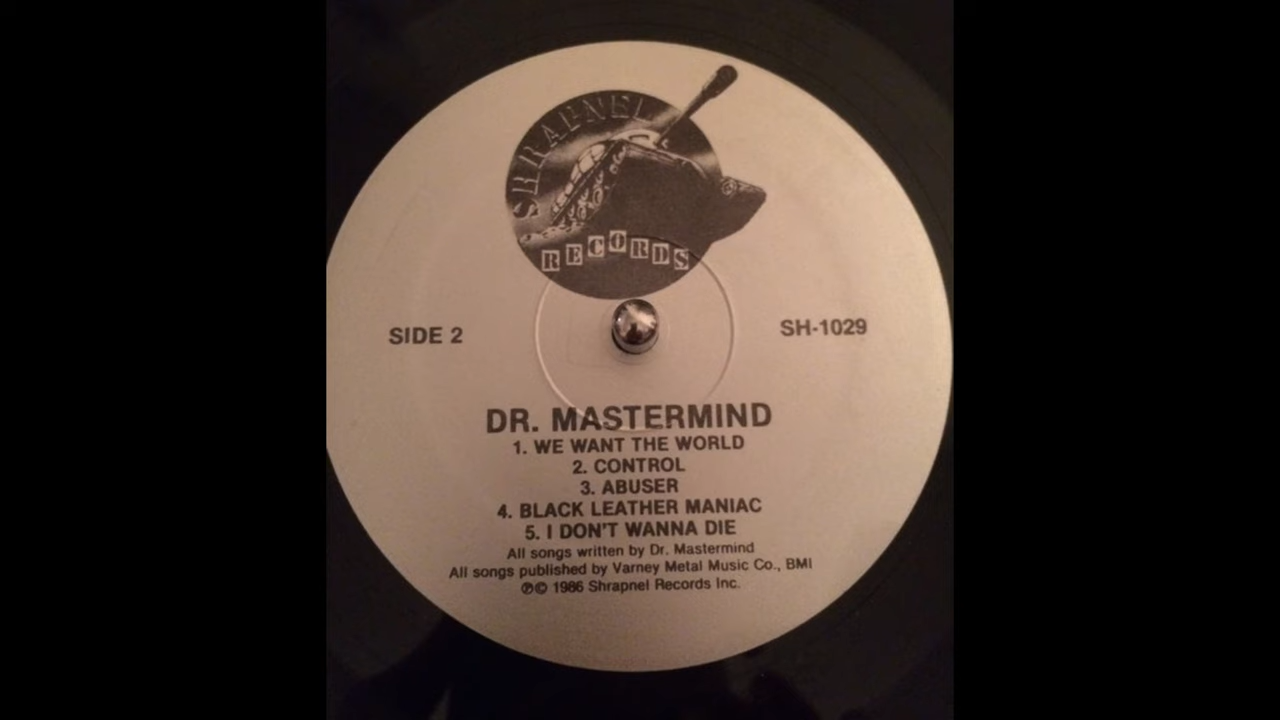 SHRAPNEL
RECORDS
SIDE 2
SH-1029
DR. MASTERMIND
1. WE WANT THE WORLD
2. CONTROL
3. ABUSER
4. BLACK LEATHER MANIAC
5. I DON'T WANNA DIE
All songs written by Dr. Mastermind
All songs published by Varney Metal Music Co., BMI
℗© 1986 Shrapnel Records Inc.